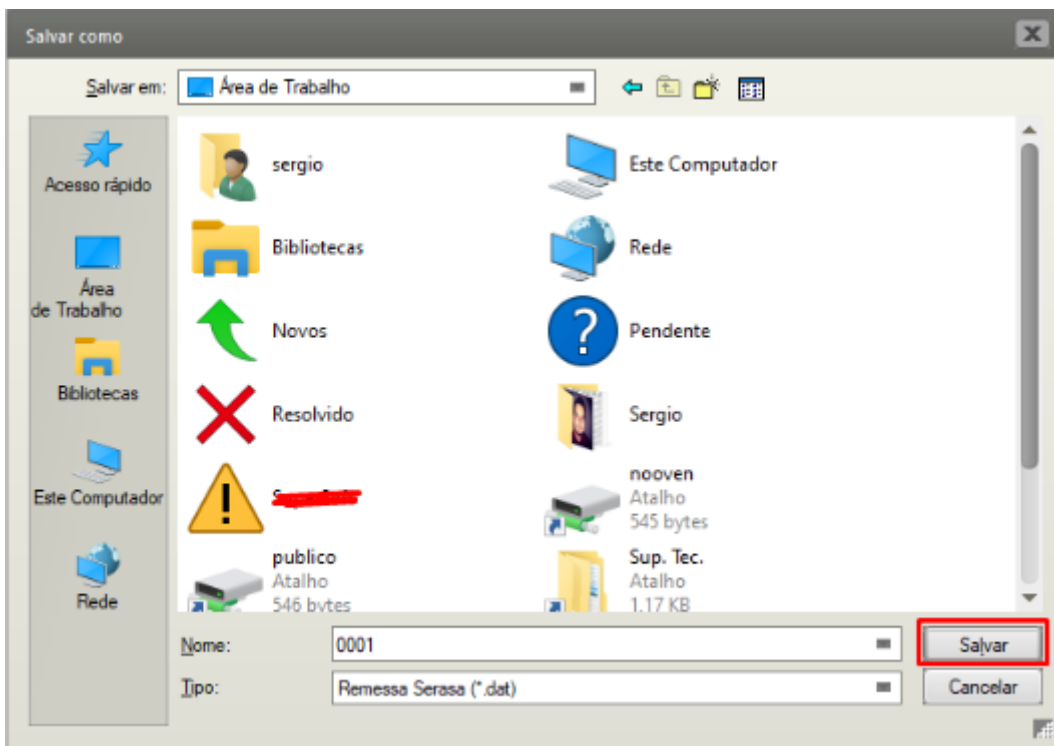 Salvar como
Salvar em:
Área de Trabalho
Acesso rápido
Área
de Trabalho
Bibliotecas
Este Computador
Rede
sergio
Este Computador
Bibliotecas
Rede
Novos
Pendente
Resolvido
Sergio
nooven
Atalho
545 bytes
publico
Atalho
546 bytes
Sup. Tec.
Atalho
1,17 KB
Nome:
0001
Salvar
Tipo:
Remessa Serasa (*.dat)
Cancelar